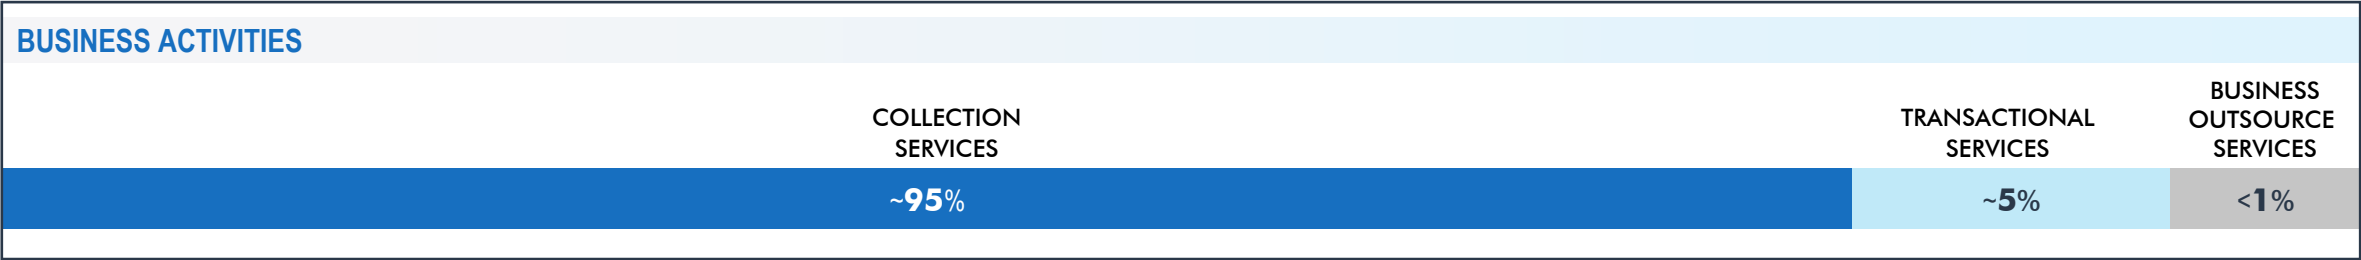 BUSINESS ACTIVITIES
COLLECTION
SERVICES
TRANSACTIONAL
SERVICES
BUSINESS
OUTSOURCE
SERVICES
~95%
~5%
<1%